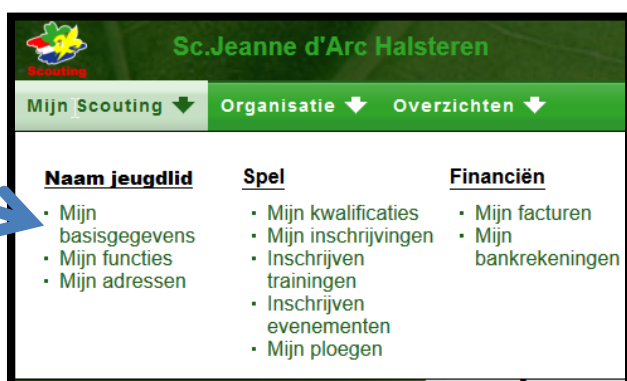 Sc.Jeanne d'Arc Halsteren
Scouting
Mijn Scouting
Organisatie
Overzichten
Naam jeugdlid
Mijn
basisgegevens
Mijn functies
Mijn adressen
Spel
Mijn kwalificaties
Mijn inschrijvingen
Inschrijven
trainingen
Inschrijven
evenementen
Mijn ploegen
Financiën
Mijn facturen
Mijn
bankrekeningen